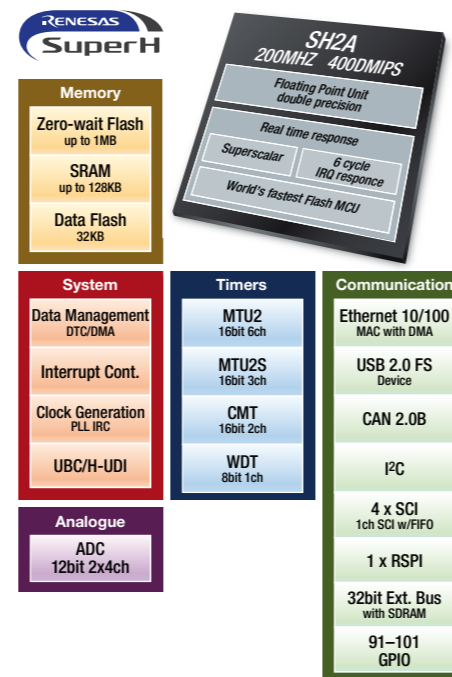 RENESAS
SuperH
SH2A
200MHZ 400DMIPS
Floating Point Unit
double precision
Real time response
Superscalar
6 cycle
IRQ responce
World's fastest Flash MCU
Memory
Zero-wait Flash
up to 1MB
SRAM
up to 128KB
Data Flash
32KB
System
Data Management
DTC/DMA
Interrupt Cont.
Clock Generation
PLL IRC
UBC/H-UDI
Timers
MTU2
16bit 6ch
MTU2S
16bit 3ch
CMT
16bit 2ch
WDT
8bit 1ch
Communication
Ethernet 10/100
MAC with DMA
USB 2.0 FS
Device
CAN 2.0B
I²C
4 x SCI
1ch SCI w/FIFO
1 x RSPI
32bit Ext. Bus
with SDRAM
91–101
GPIO
Analogue
ADC
12bit 2x4ch